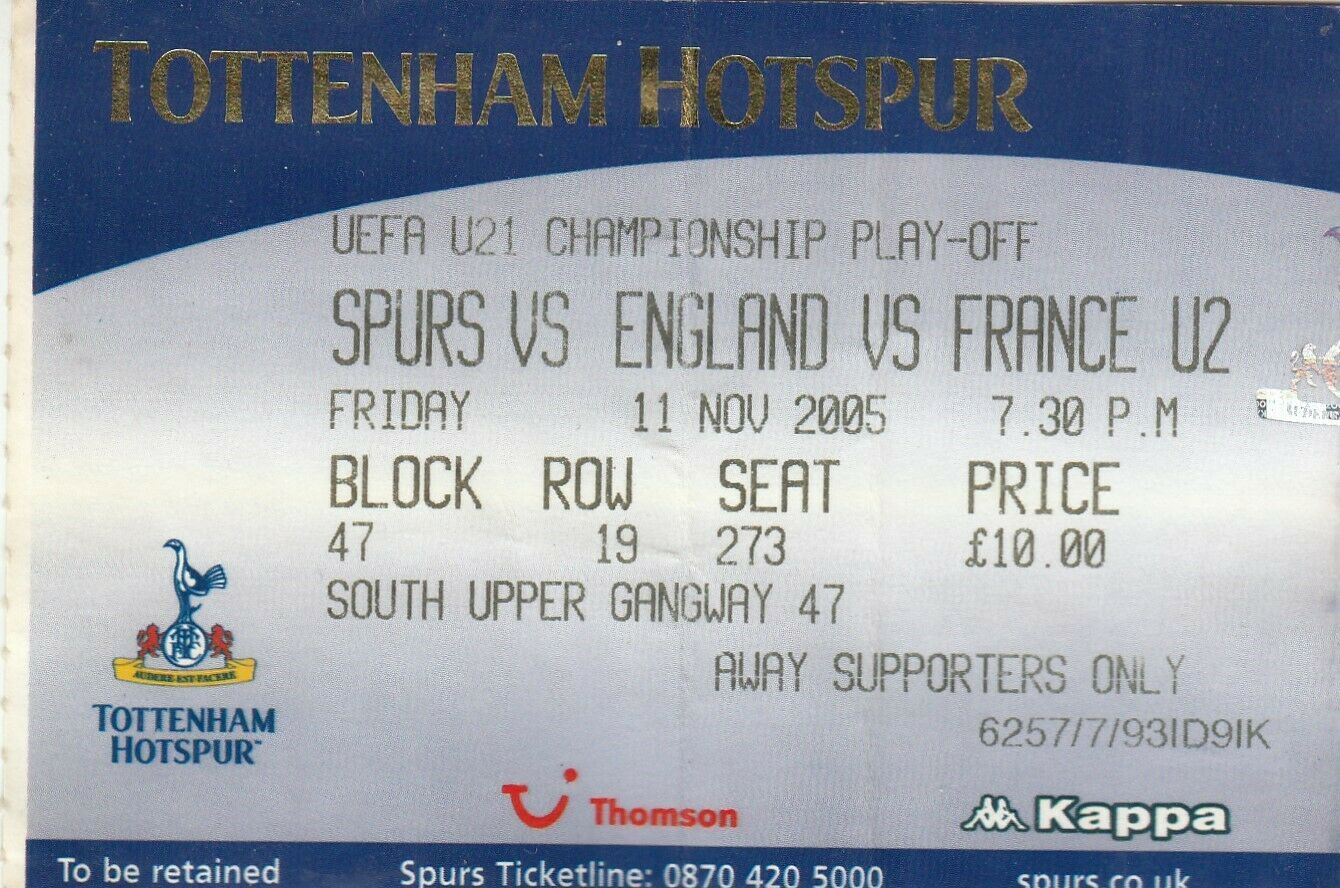 TOTTENHAM HOTSPUR
UEFA U21 CHAMPIONSHIP PLAY-OFF
SPURS VS ENGLAND VS FRANCE U2
FRIDAY 11 NOV 2005 7.30 P.M
BLOCK ROW SEAT PRICE
47 19 273 £10.00
SOUTH UPPER GANGWAY 47
AWAY SUPPORTERS ONLY
6257/7/93ID9IK
AUDERE·EST·FACERE
TOTTENHAM
HOTSPUR
Thomson
Kappa
To be retained Spurs Ticketline: 0870 420 5000 spurs.co.uk